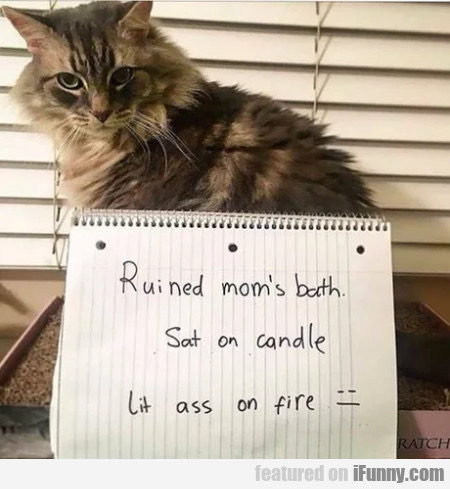 Ruined mom's bath.
Sat on candle
lit ass on fire =
RATCH
featured on iFunny.com